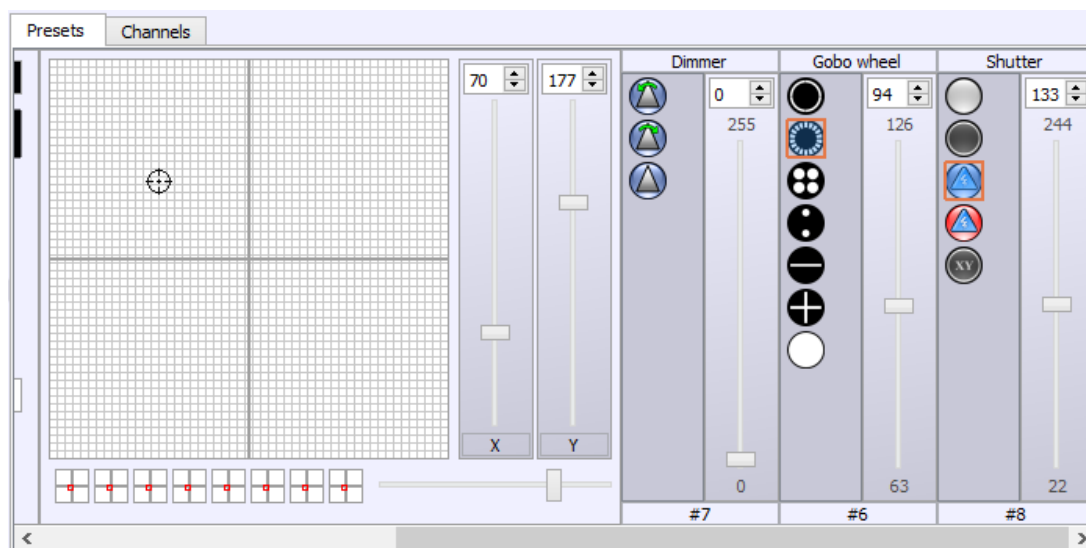 Presets Channels
Dimmer Gobo wheel Shutter
70 177 0 94 133
255 126 244
XY
X Y
0 63 22
#7 #6 #8